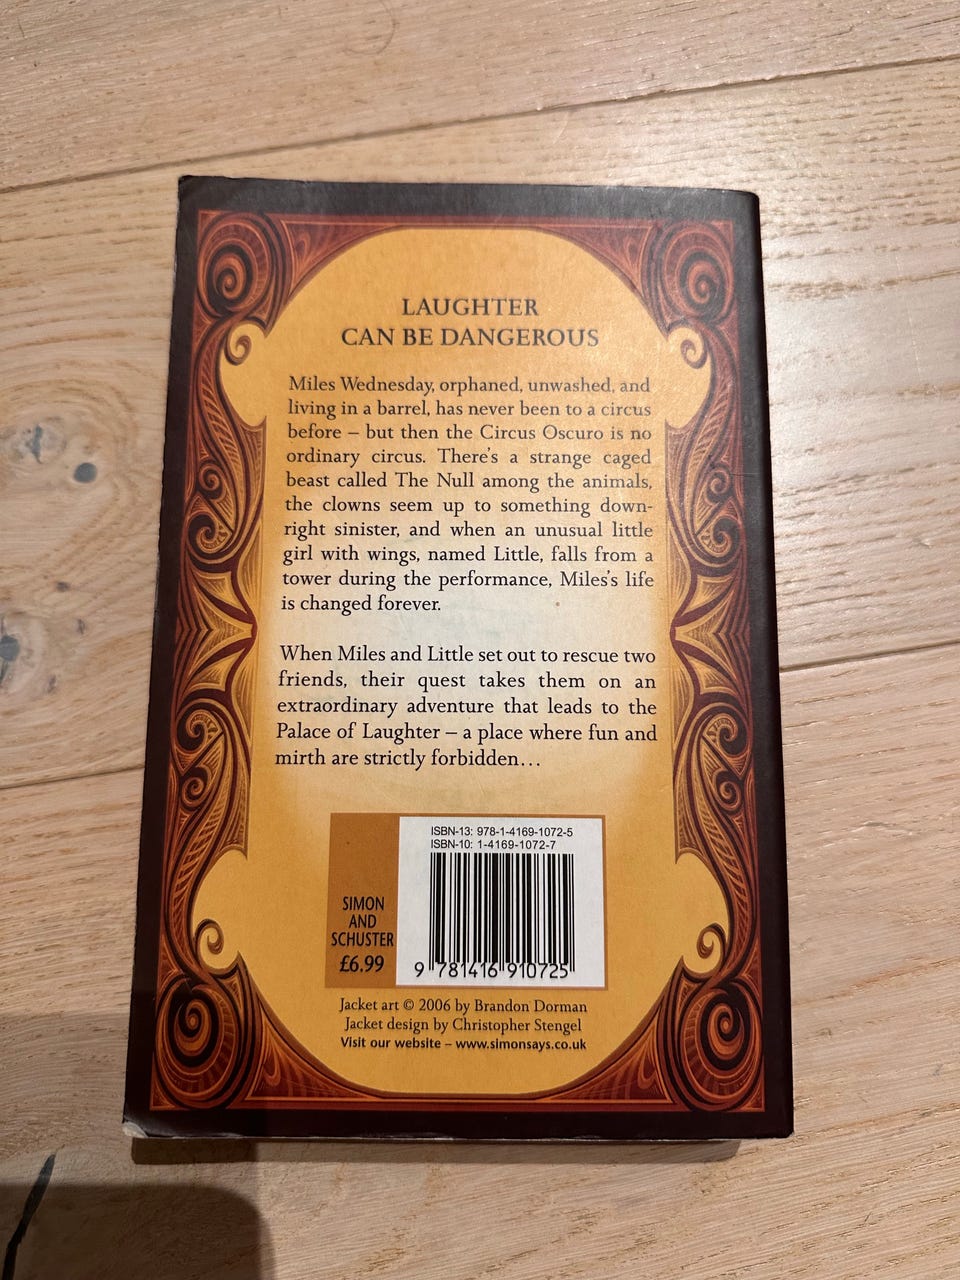 LAUGHTER
CAN BE DANGEROUS
Miles Wednesday, orphaned, unwashed, and
living in a barrel, has never been to a circus
before – but then the Circus Oscuro is no
ordinary circus. There's a strange caged
beast called The Null among the animals,
the clowns seem up to something down-
right sinister, and when an unusual little
girl with wings, named Little, falls from a
tower during the performance, Miles's life
is changed forever.
When Miles and Little set out to rescue two
friends, their quest takes them on an
extraordinary adventure that leads to the
Palace of Laughter – a place where fun and
mirth are strictly forbidden...
SIMON
AND
SCHUSTER
£6.99
ISBN-13: 978-1-4169-1072-5
ISBN-10: 1-4169-1072-7
9 781416 910725
Jacket art © 2006 by Brandon Dorman
Jacket design by Christopher Stengel
Visit our website – www.simonsays.co.uk